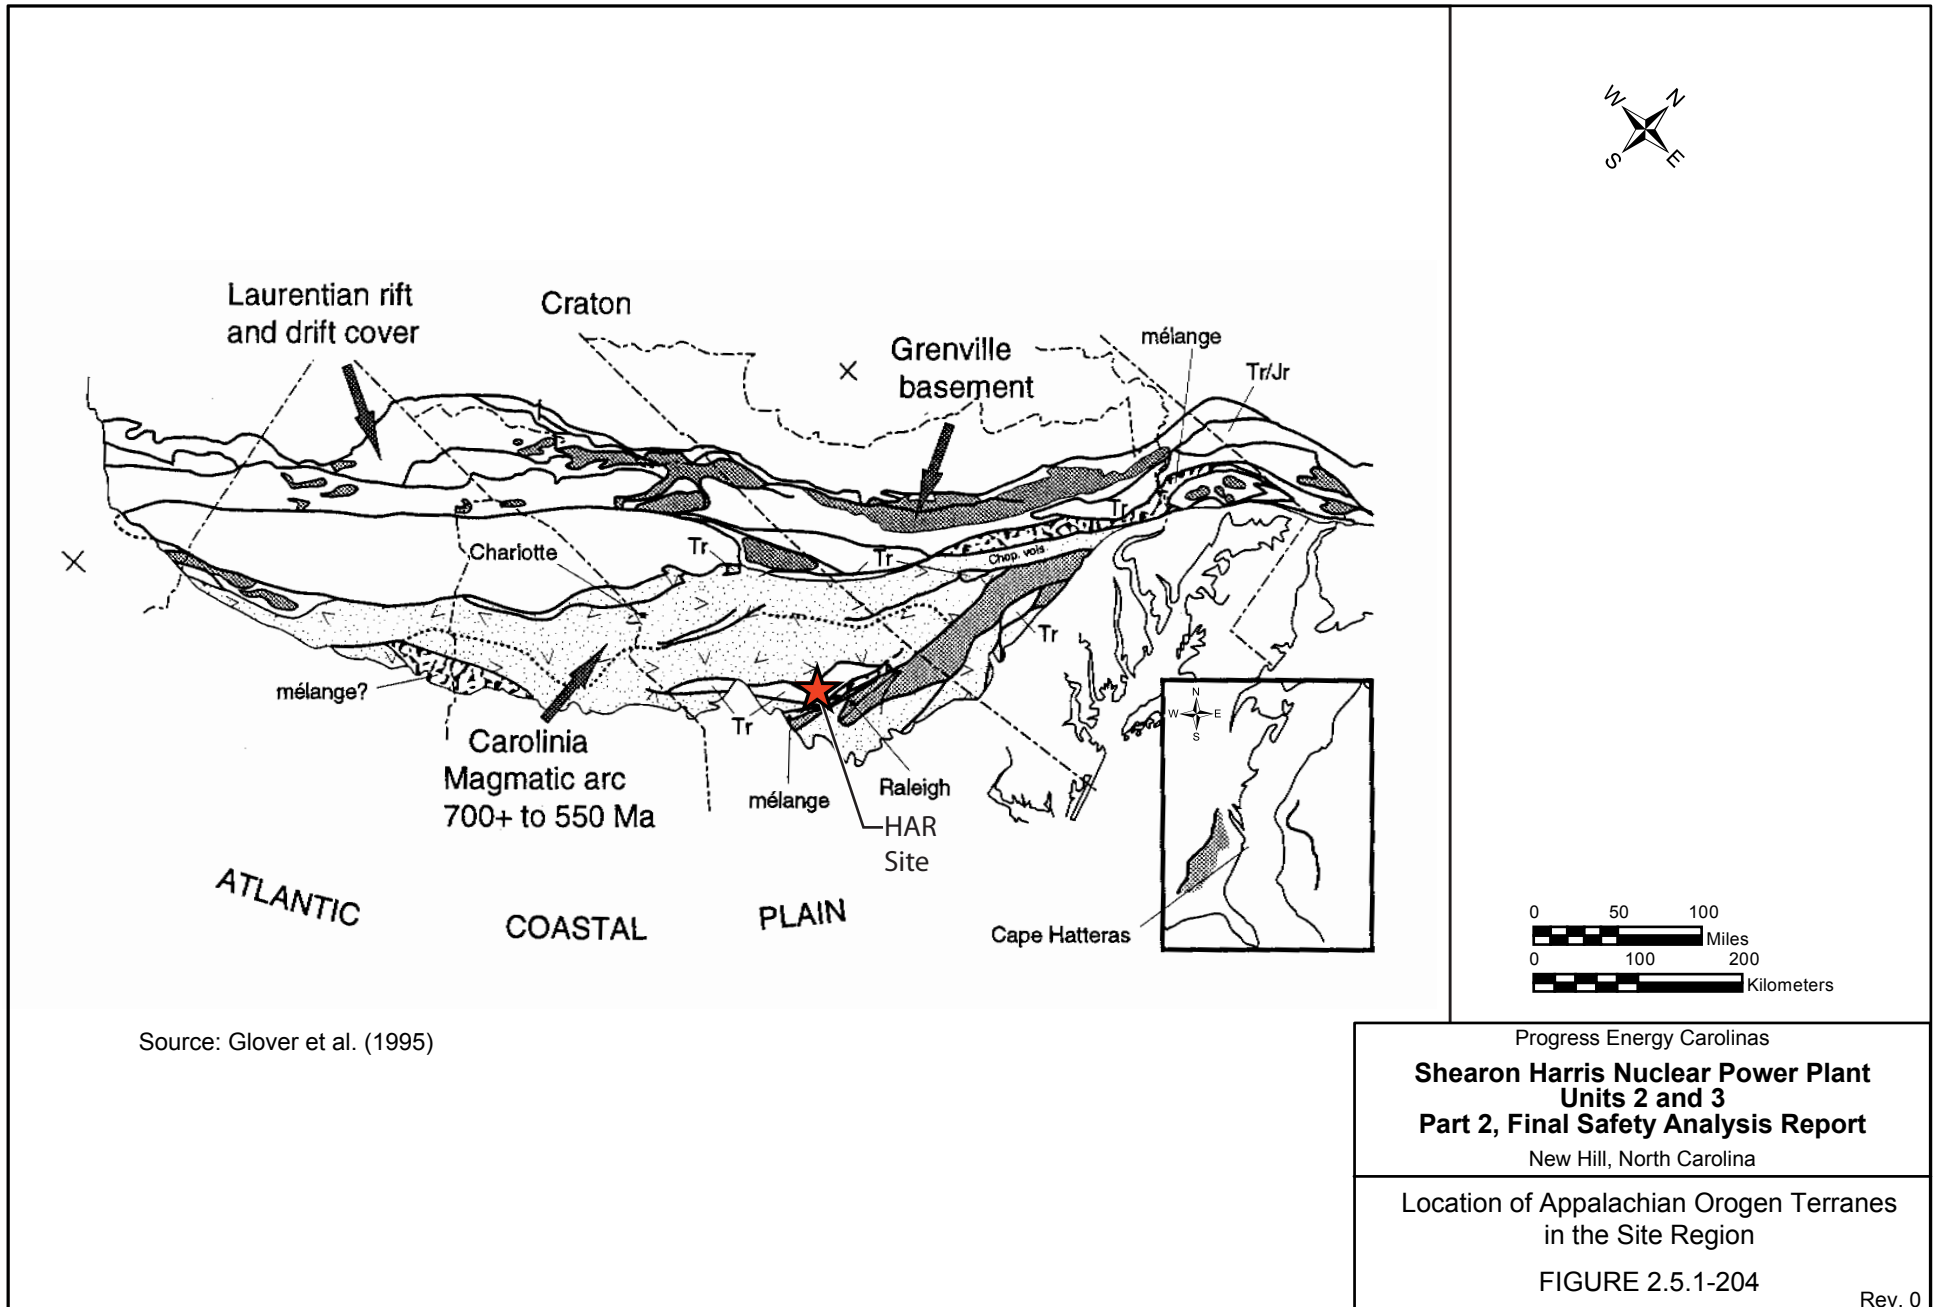 W
N
S
E
Laurentian rift
and drift cover
Craton
Grenville
basement
mélange
Tr/Jr
Tr
Chop. vols
Tr
Tr
Charlotte
Tr
mélange?
Tr
Carolinia
Magmatic arc
700+ to 550 Ma
mélange
Raleigh
HAR
Site
N
W
E
S
ATLANTIC
COASTAL
PLAIN
Cape Hatteras
0 50 100
Miles
0 100 200
Kilometers
Source: Glover et al. (1995)
Progress Energy Carolinas
Shearon Harris Nuclear Power Plant
Units 2 and 3
Part 2, Final Safety Analysis Report
New Hill, North Carolina
Location of Appalachian Orogen Terranes
in the Site Region
FIGURE 2.5.1-204
Rev. 0